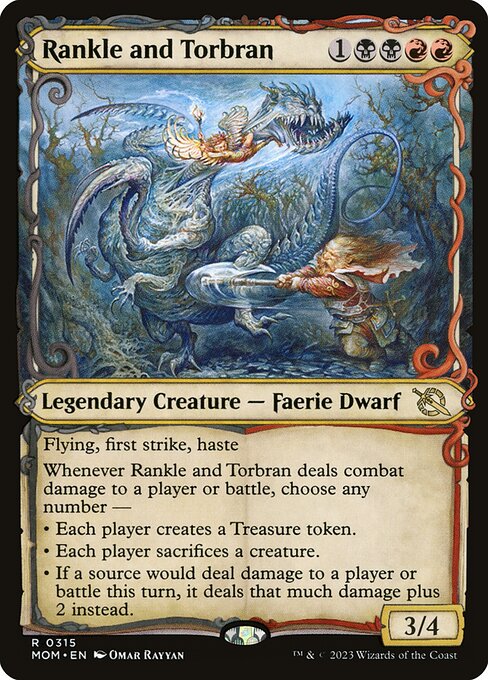 Rankle and Torbran 1
Legendary Creature — Faerie Dwarf
Flying, first strike, haste
Whenever Rankle and Torbran deals combat
damage to a player or battle, choose any
number —
• Each player creates a Treasure token.
• Each player sacrifices a creature.
• If a source would deal damage to a player or
battle this turn, it deals that much damage plus
2 instead.
3/4
R 0315
MOM • EN Omar Rayyan
™ & © 2023 Wizards of the Coast